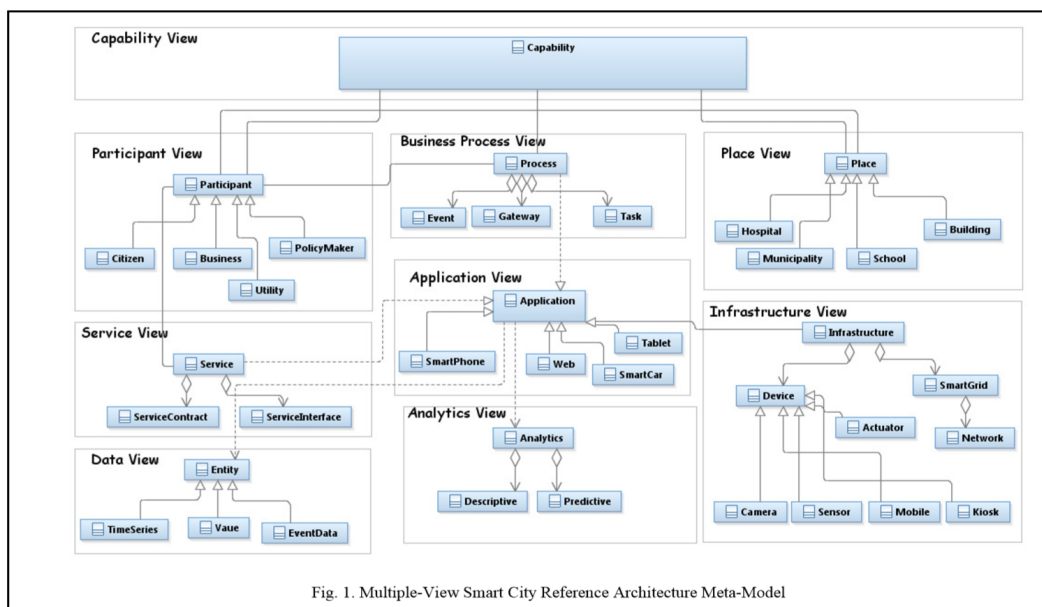 Capability View
Capability
Participant View
Participant
Citizen
Business
PolicyMaker
Utility
Business Process View
Process
Event
Gateway
Task
Place View
Place
Hospital
Building
Municipality
School
Application View
Application
SmartPhone
Web
Tablet
SmartCar
Service View
Service
ServiceContract
ServiceInterface
Infrastructure View
Infrastructure
Device
SmartGrid
Actuator
Network
Camera
Sensor
Mobile
Kiosk
Analytics View
Analytics
Descriptive
Predictive
Data View
Entity
TimeSeries
Vaue
EventData
Fig. 1. Multiple-View Smart City Reference Architecture Meta-Model